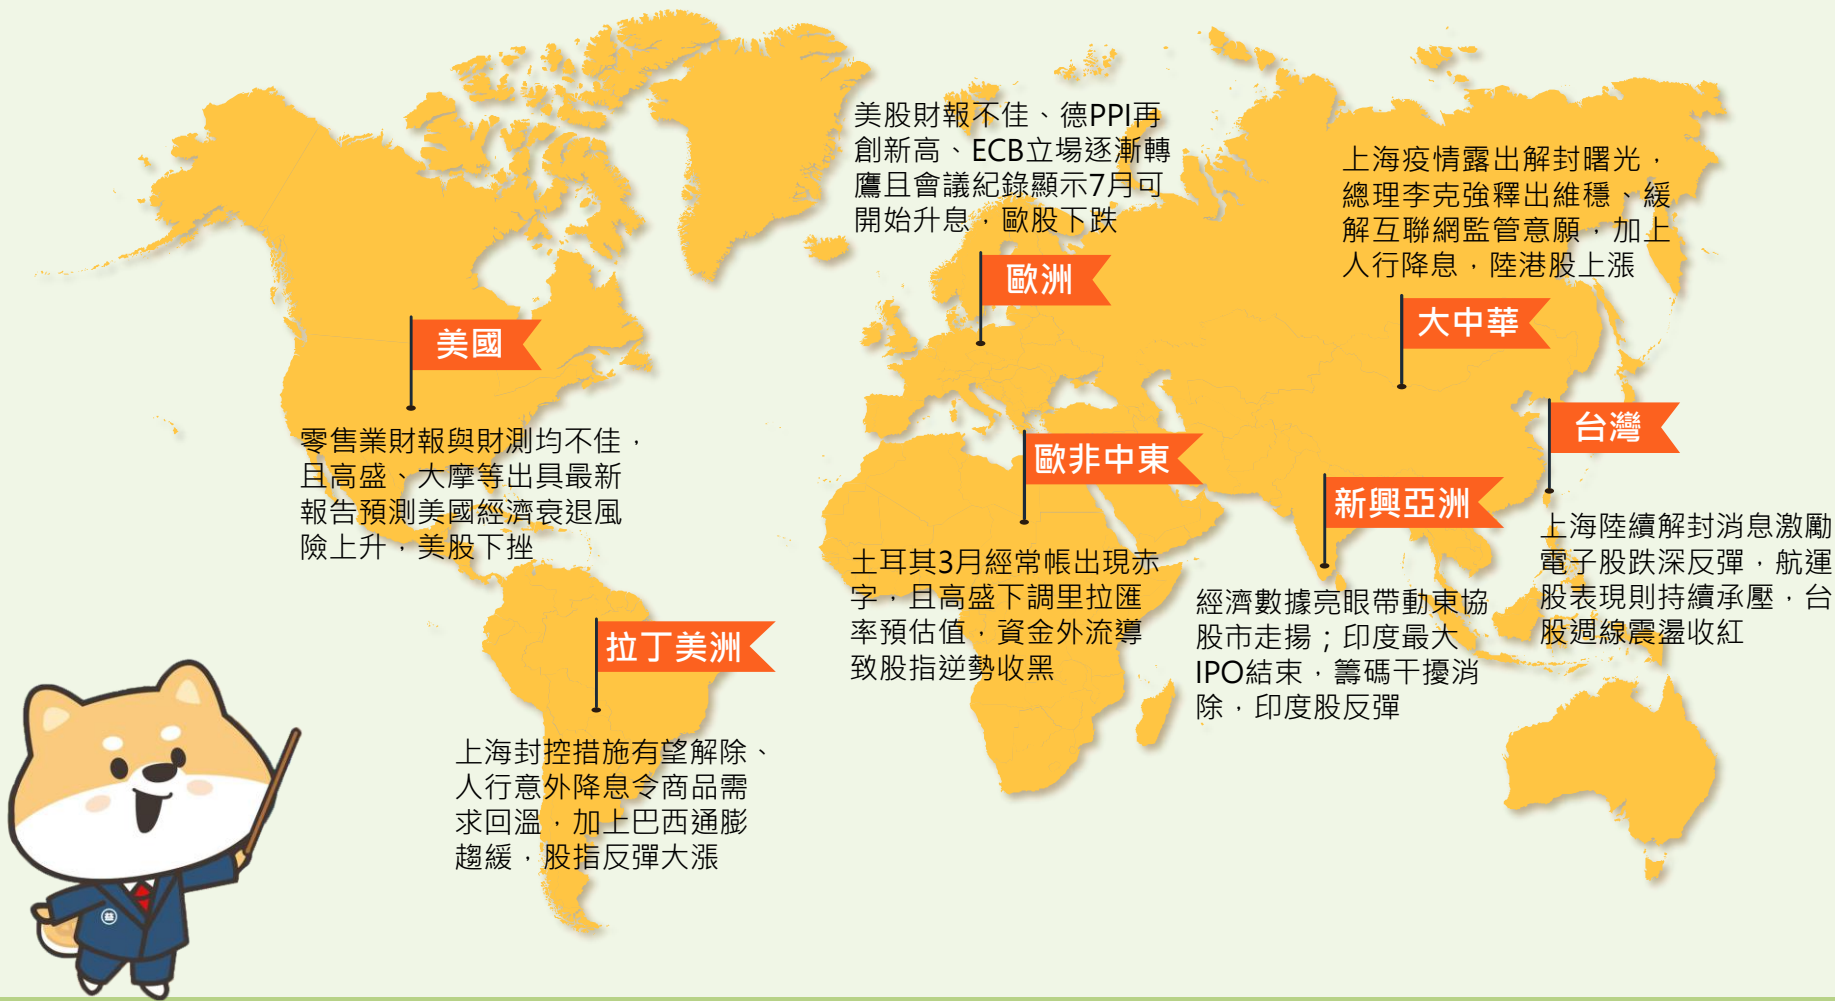 美股財報不佳、德PPI再
創新高、ECB立場逐漸轉
鷹且會議紀錄顯示7月可
開始升息，歐股下跌
歐洲
上海疫情露出解封曙光，
總理李克強釋出維穩、緩
解互聯網監管意願，加上
人行降息，陸港股上漲
大中華
美國
零售業財報與財測均不佳，
且高盛、大摩等出具最新
報告預測美國經濟衰退風
險上升，美股下挫
歐非中東
土耳其3月經常帳出現赤
字，且高盛下調里拉匯
率預估值，資金外流導
致股指逆勢收黑
新興亞洲
經濟數據亮眼帶動東協
股市走揚；印度最大
IPO結束，籌碼干擾消
除，印度股反彈
台灣
上海陸續解封消息激勵
電子股跌深反彈，航運
股表現則持續承壓，台
股週線震盪收紅
拉丁美洲
上海封控措施有望解除、
人行意外降息令商品需
求回溫，加上巴西通膨
趨緩，股指反彈大漲